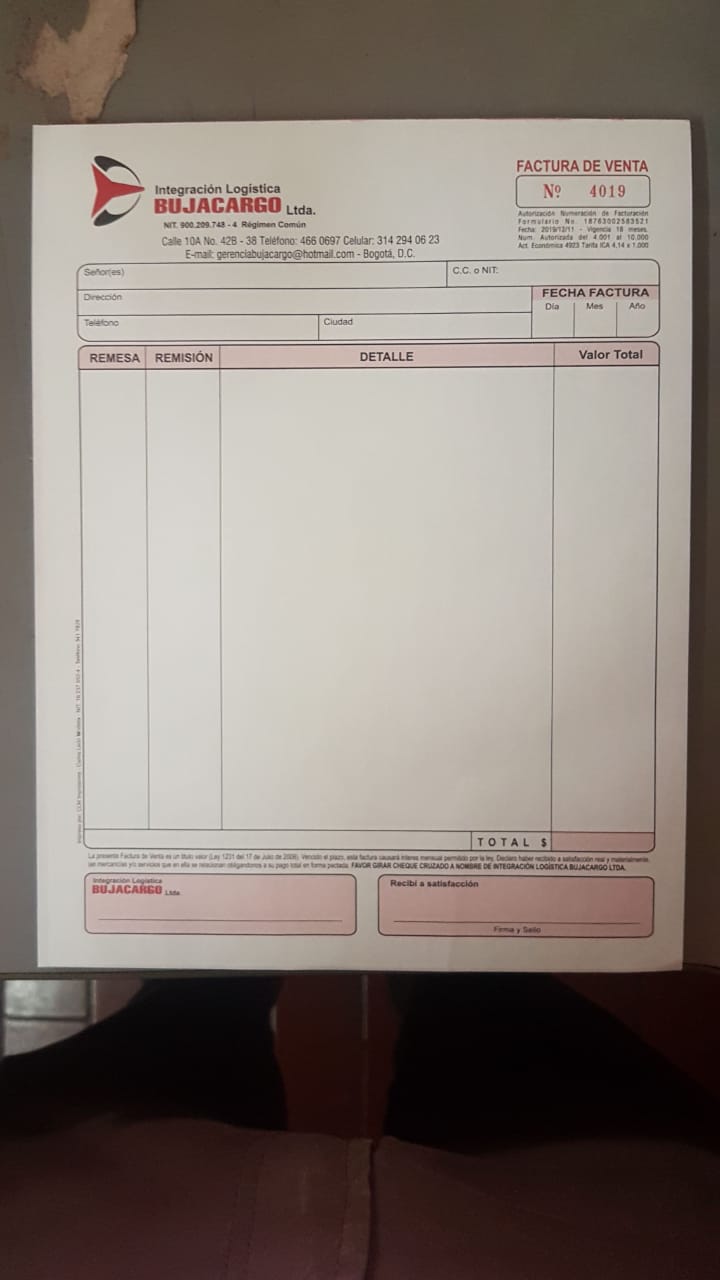 Integración Logística
BUJACARGO Ltda.
NIT. 900.209.748 - 4 Régimen Común
Calle 10A No. 42B - 38 Teléfono: 466 0697 Celular: 314 294 06 23
E-mail: gerenciabujacargo@hotmail.com - Bogotá, D.C.
FACTURA DE VENTA
Nº 4019
Autorización Numeración de Facturación
Formulario No. 18763002583521
Fecha: 2019/12/11 - Vigencia 18 meses.
Num. Autorizada del 4.001 al 10.000
Act. Económica 4923 Tarifa ICA 4,14 x 1.000
Señor(es)
C.C. o NIT:
Dirección
FECHA FACTURA
Día Mes Año
Teléfono
Ciudad
REMESA REMISIÓN DETALLE Valor Total
TOTAL $
La presente Factura de Venta es un título valor (Ley 1231 del 17 de Julio de 2008). Vencido el plazo, esta factura causará interes mensual permitido por la ley. Declaro haber recibido a satisfacción real y materialmente
las mercancías y/o servicios que en ella se relacionan obligándonos a su pago total en forma pactada. FAVOR GIRAR CHEQUE CRUZADO A NOMBRE DE INTEGRACIÓN LOGÍSTICA BUJACARGO LTDA.
Integración Logística
BUJACARGO Ltda.
Recibí a satisfacción
Firma y Sello